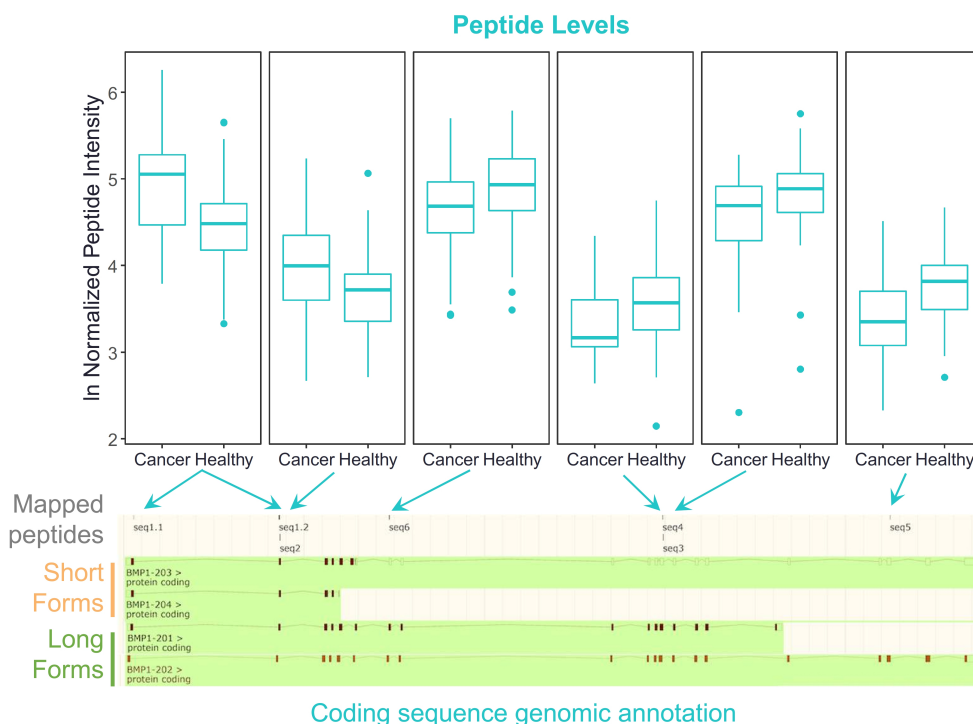 Peptide Levels
ln Normalized Peptide Intensity
6
5
4
3
2
Cancer Healthy
Cancer Healthy
Cancer Healthy
Cancer Healthy
Cancer Healthy
Cancer Healthy
Mapped
peptides
seq1.1
seq1.2
seq6
seq4
seq5
seq2
seq3
Short
Forms
BMP1-203 >
protein coding
BMP1-204 >
protein coding
Long
Forms
BMP1-201 >
protein coding
BMP1-202 >
protein coding
Coding sequence genomic annotation